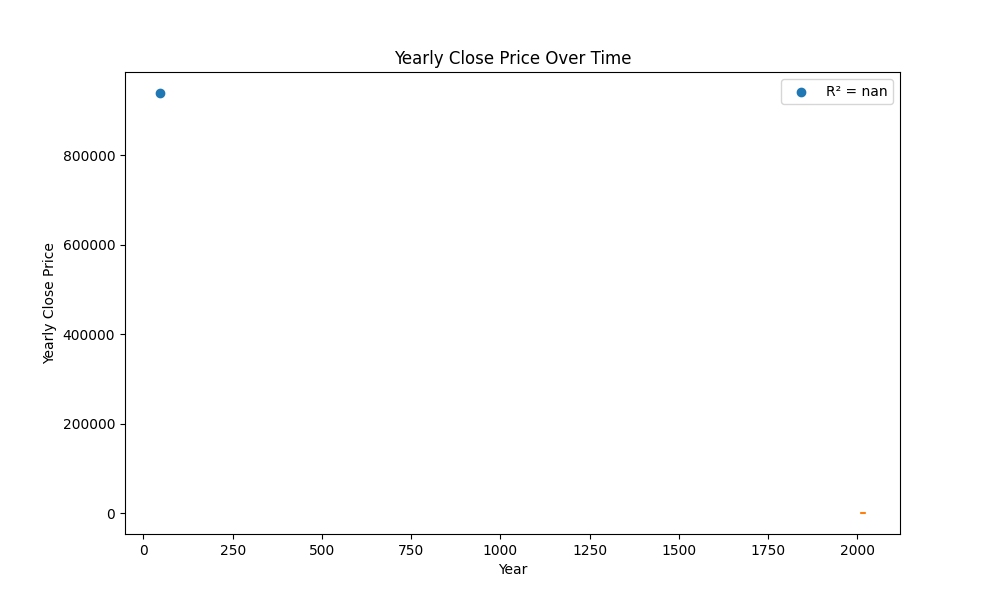 Yearly Close Price Over Time
R² = nan
800000
600000
400000
200000
0
Yearly Close Price
0 250 500 750 1000 1250 1500 1750 2000
Year